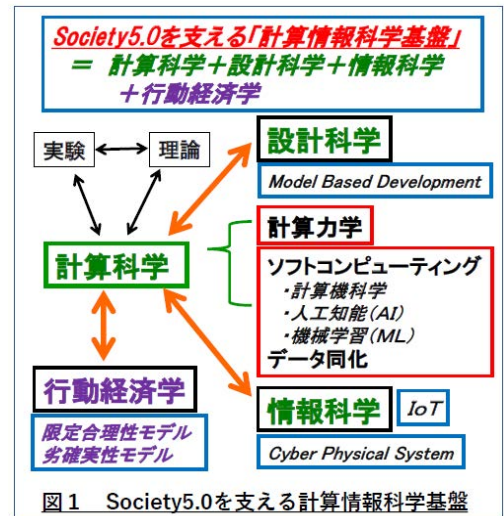 Society5.0を支える「計算情報科学基盤」
＝ 計算科学＋設計科学＋情報科学
＋行動経済学
実験
理論
設計科学
Model Based Development
計算科学
計算力学
ソフトコンピューティング
・計算機科学
・人工知能（AI）
・機械学習（ML）
データ同化
行動経済学
限定合理性モデル
劣確実性モデル
情報科学
IoT
Cyber Physical System
図１ Society5.0を支える計算情報科学基盤